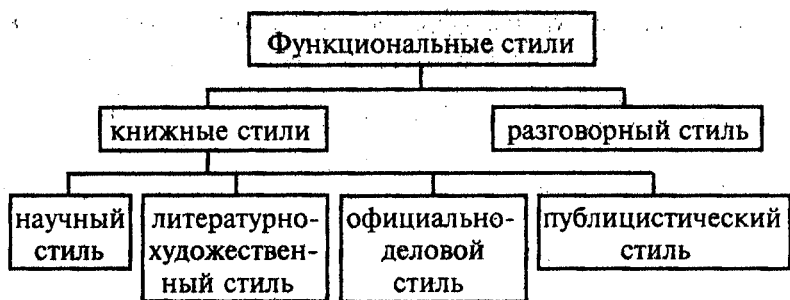 Функциональные стили
книжные стили
разговорный стиль
научный
стиль
литературно-
художествен-
ный стиль
официально-
деловой
стиль
публицистический
стиль